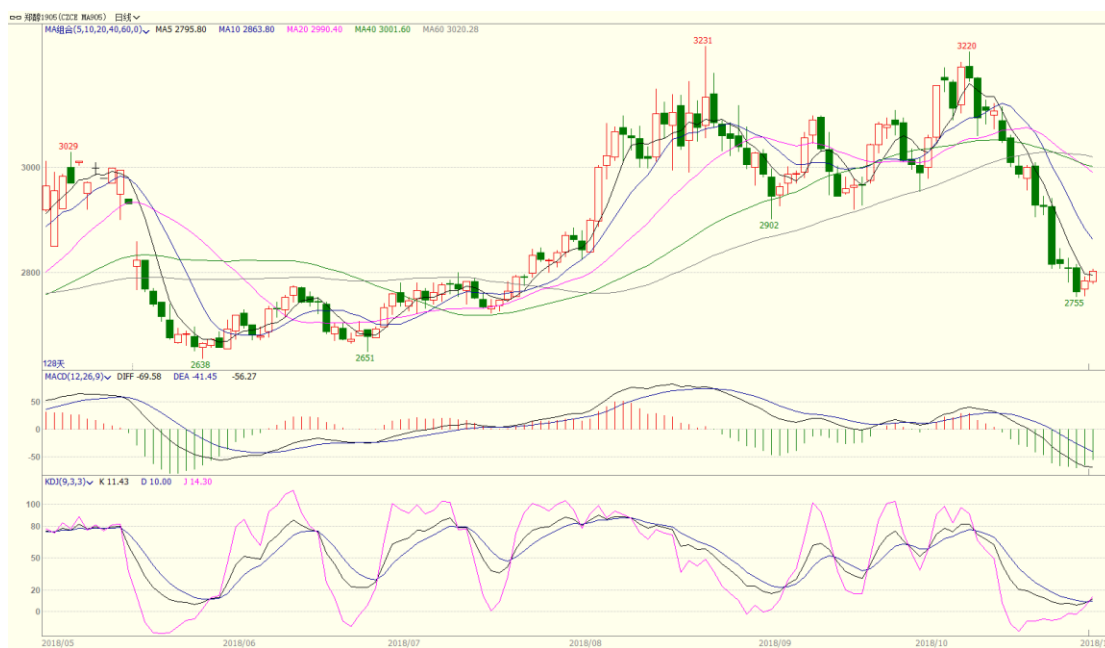 郑醇1905(CZCE MA905) 日线
MA组合(5,10,20,40,60,0) MA5 2795.80 MA10 2863.80 MA20 2990.40 MA40 3001.60 MA60 3020.28
3231
3220
3029
3000
2902
2800
2755
2651
2638
128天
MACD(12,26,9) DIFF -69.58 DEA -41.45 -56.27
50
0
-50
KDJ(9,3,3) K 11.43 D 10.00 J 14.30
100
80
50
20
0
2018/05 2018/06 2018/07 2018/08 2018/09 2018/10